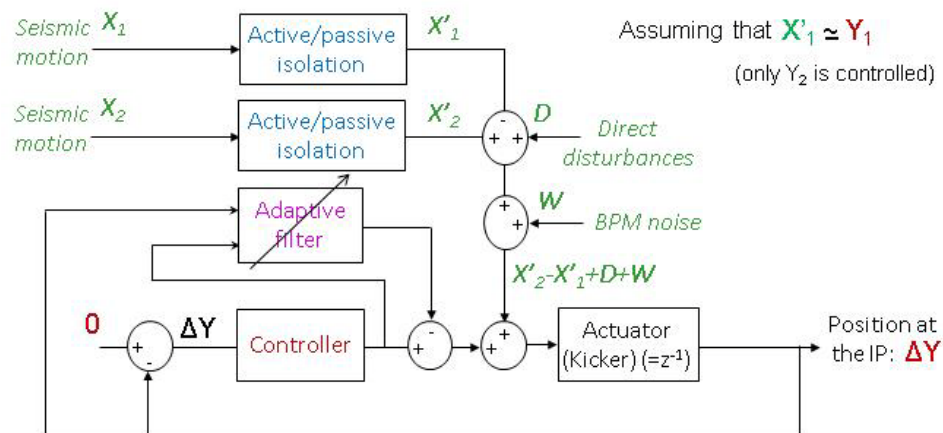 Seismic X₁
motion
Active/passive
isolation
X'₁
Assuming that X'₁ ≃ Y₁
(only Y₂ is controlled)
Seismic X₂
motion
Active/passive
isolation
X'₂
-
+ +
D
Direct
disturbances
Adaptive
filter
+
+
W
BPM noise
X'₂-X'₁+D+W
0
+
-
ΔY
Controller
-
+
+
+
Actuator
(Kicker) (=z⁻¹)
Position at
the IP: ΔY